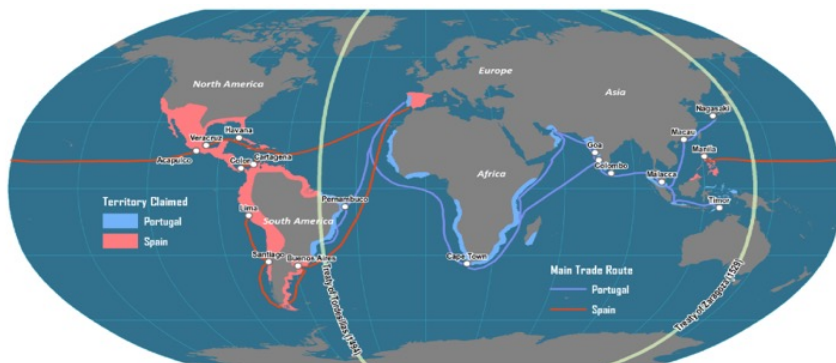 North America
Europe
Asia
Nagasaki
Havana
Veracruz
Macau
Goa
Manila
Acapulco
Colon
Cartagena
Colombo
Africa
Malacca
Territory Claimed
Pernambuco
Lima
Timor
Portugal
South America
Spain
Santiago
Buenos Aires
Cape Town
Main Trade Route
Portugal
Spain
Treaty of Tordesillas (1494)
Treaty of Zaragoza (1529)